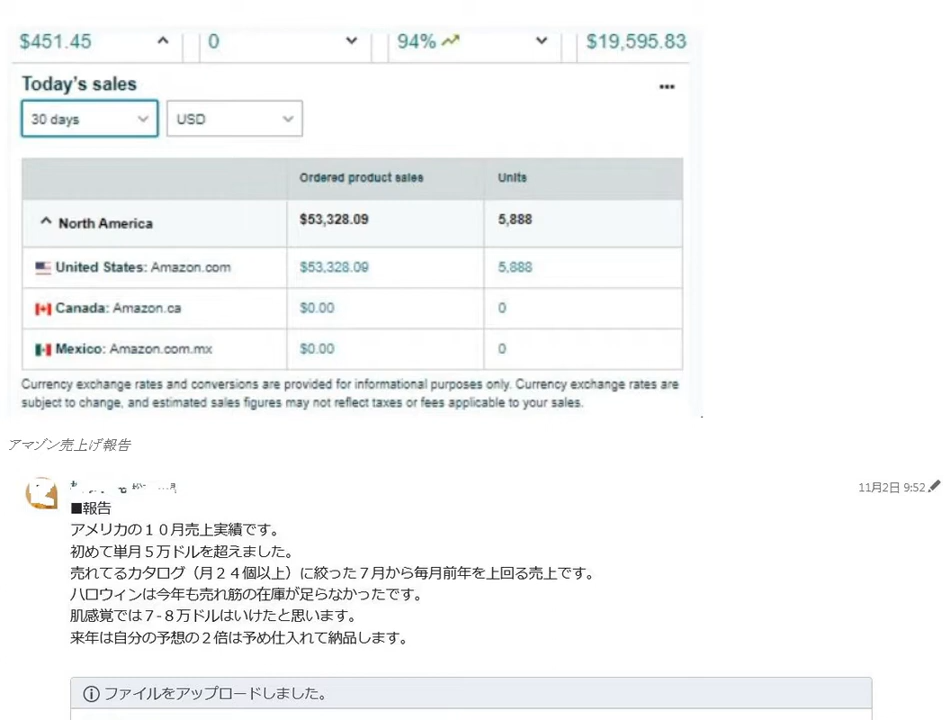 $451.45 0 94% $19,595.83
Today's sales
30 days USD
Ordered product sales Units
North America $53,328.09 5,888
United States: Amazon.com $53,328.09 5,888
Canada: Amazon.ca $0.00 0
Mexico: Amazon.com.mx $0.00 0
Currency exchange rates and conversions are provided for informational purposes only. Currency exchange rates are
subject to change, and estimated sales figures may not reflect taxes or fees applicable to your sales.
アマゾン売上げ報告
11月2日 9:52
■報告
アメリカの１０月売上実績です。
初めて単月５万ドルを超えました。
売れてるカタログ（月２４個以上）に絞った７月から毎月前年を上回る売上です。
ハロウィンは今年も売れ筋の在庫が足らなかったです。
肌感覚では７-８万ドルはいけたと思います。
来年は自分の予想の２倍は予め仕入れて納品します。
ファイルをアップロードしました。